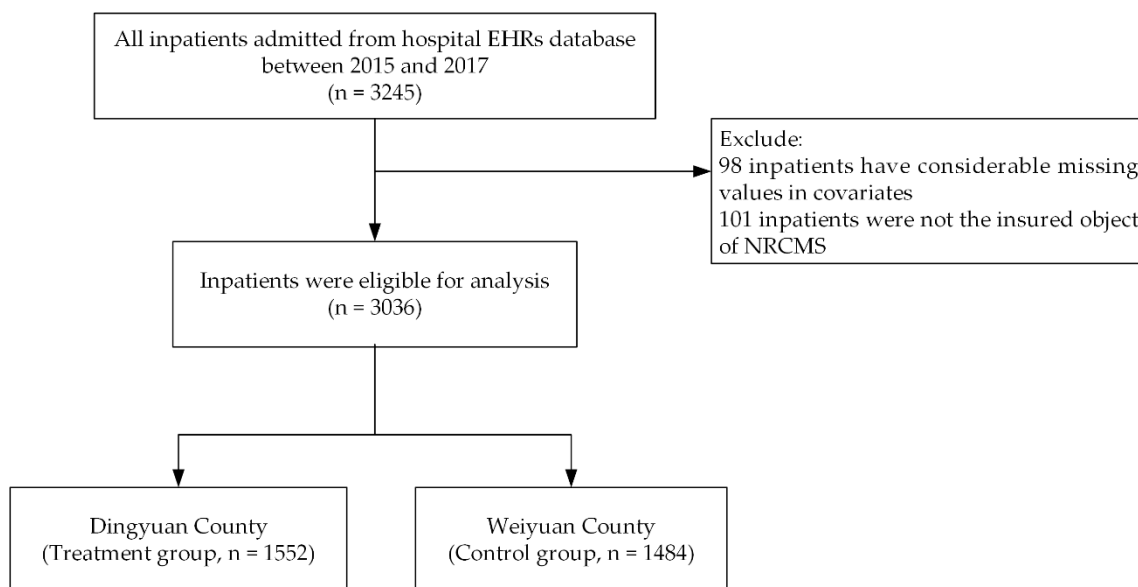 All inpatients admitted from hospital EHRs database
between 2015 and 2017
(n = 3245)
Exclude:
98 inpatients have considerable missing
values in covariates
101 inpatients were not the insured object
of NRCMS
Inpatients were eligible for analysis
(n = 3036)
Dingyuan County
(Treatment group, n = 1552)
Weiyuan County
(Control group, n = 1484)